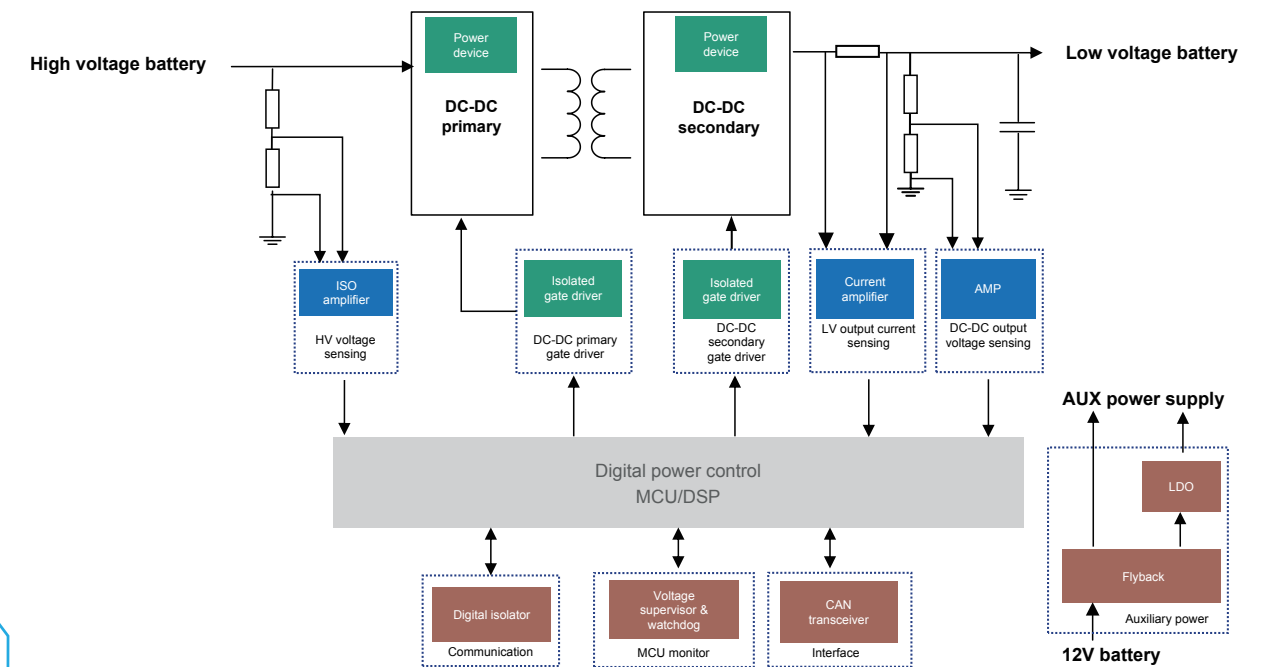 High voltage battery
Power
device
DC-DC
primary
Power
device
DC-DC
secondary
Low voltage battery
ISO
amplifier
HV voltage
sensing
Isolated
gate driver
DC-DC primary
gate driver
Isolated
gate driver
DC-DC
secondary
gate driver
Current
amplifier
LV output current
sensing
AMP
DC-DC output
voltage sensing
Digital power control
MCU/DSP
Digital isolator
Communication
Voltage
supervisor &
watchdog
MCU monitor
CAN
transceiver
Interface
AUX power supply
LDO
Flyback
Auxiliary power
12V battery